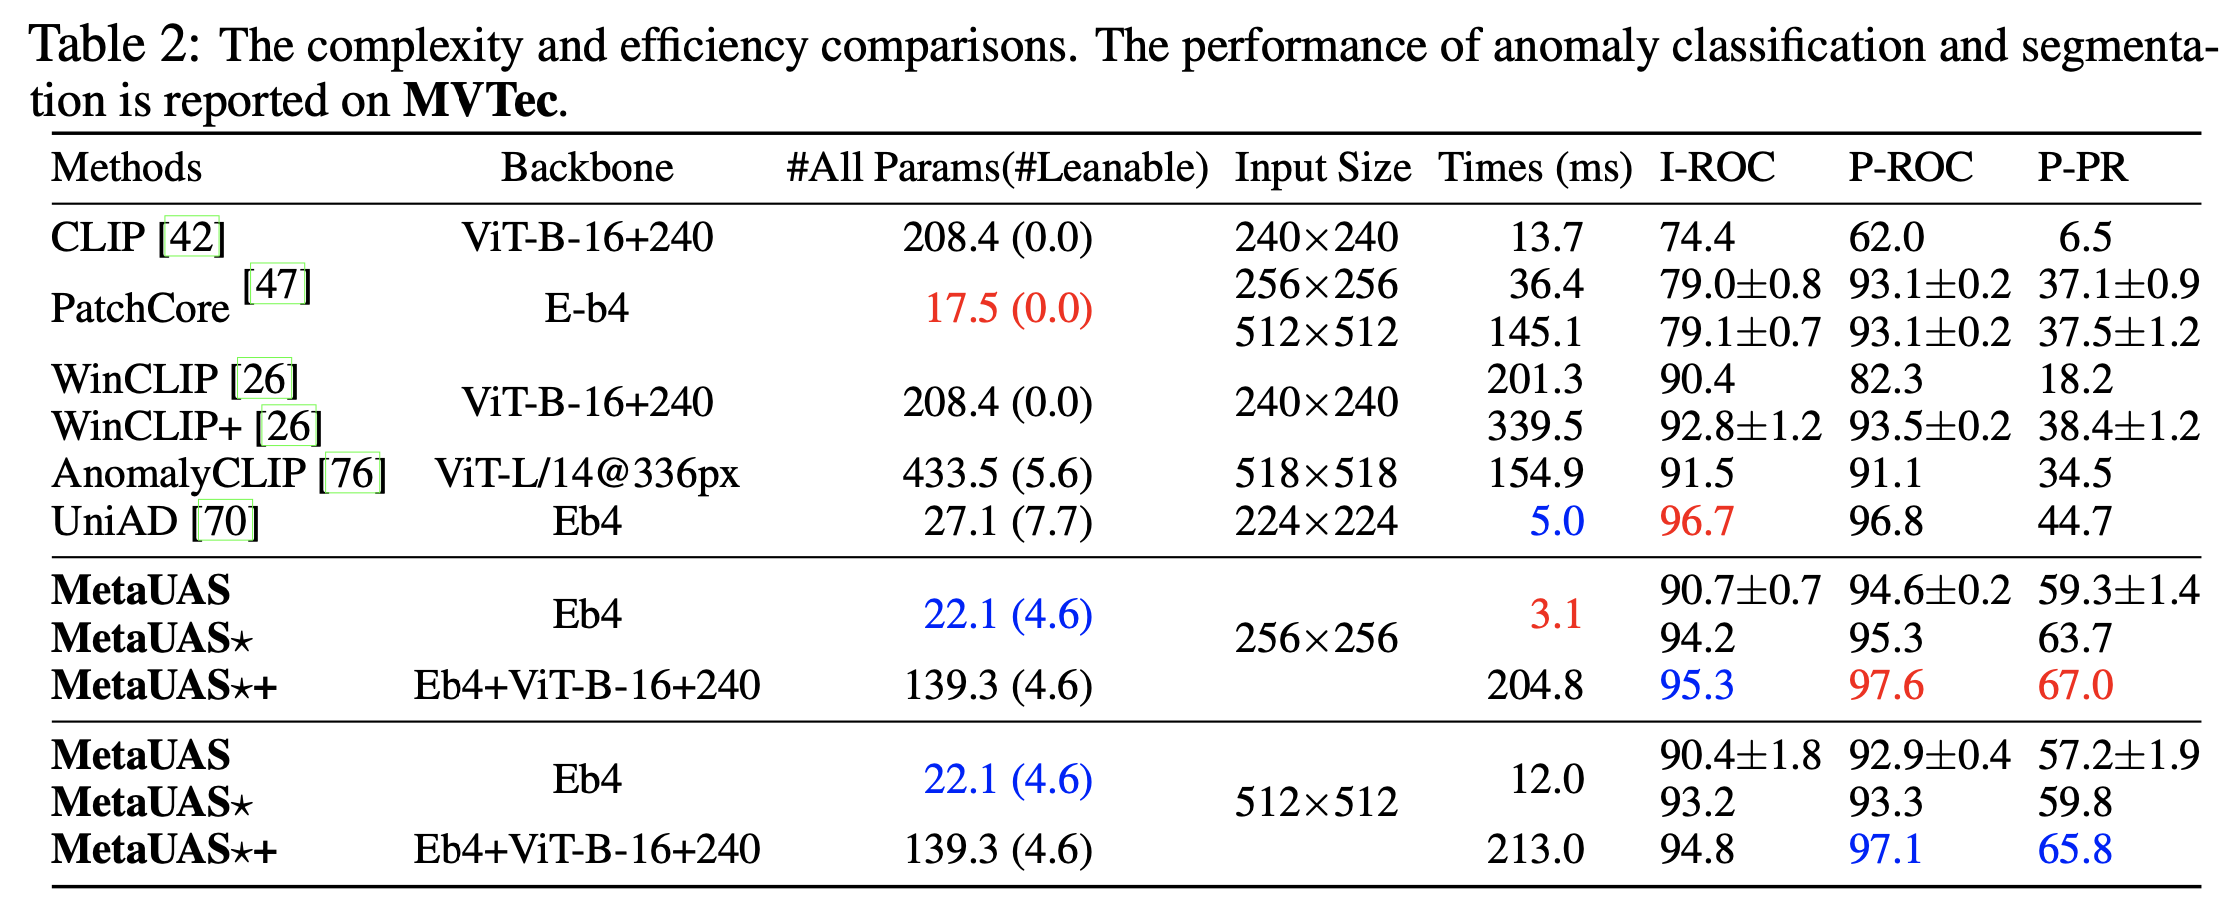 Table 2: The complexity and efficiency comparisons. The performance of anomaly classification and segmenta-
tion is reported on MVTec.
Methods Backbone #All Params(#Leanable) Input Size Times (ms) I-ROC P-ROC P-PR
CLIP [42] ViT-B-16+240 208.4 (0.0) 240×240 13.7 74.4 62.0 6.5
PatchCore [47] E-b4 17.5 (0.0) 256×256 36.4 79.0±0.8 93.1±0.2 37.1±0.9
512×512 145.1 79.1±0.7 93.1±0.2 37.5±1.2
WinCLIP [26] ViT-B-16+240 208.4 (0.0) 240×240 201.3 90.4 82.3 18.2
WinCLIP+ [26] 339.5 92.8±1.2 93.5±0.2 38.4±1.2
AnomalyCLIP [76] ViT-L/14@336px 433.5 (5.6) 518×518 154.9 91.5 91.1 34.5
UniAD [70] Eb4 27.1 (7.7) 224×224 5.0 96.7 96.8 44.7
MetaUAS Eb4 22.1 (4.6) 256×256 3.1 90.7±0.7 94.6±0.2 59.3±1.4
MetaUAS⋆ 94.2 95.3 63.7
MetaUAS⋆+ Eb4+ViT-B-16+240 139.3 (4.6) 204.8 95.3 97.6 67.0
MetaUAS Eb4 22.1 (4.6) 512×512 12.0 90.4±1.8 92.9±0.4 57.2±1.9
MetaUAS⋆ 93.2 93.3 59.8
MetaUAS⋆+ Eb4+ViT-B-16+240 139.3 (4.6) 213.0 94.8 97.1 65.8